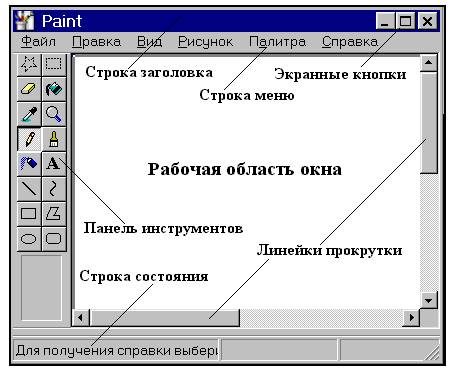 Paint
Файл Правка Вид Рисунок Палитра Справка
Строка заголовка
Экранные кнопки
Строка меню
A
Рабочая область окна
Панель инструментов
Линейки прокрутки
Строка состояния
Для получения справки выбери